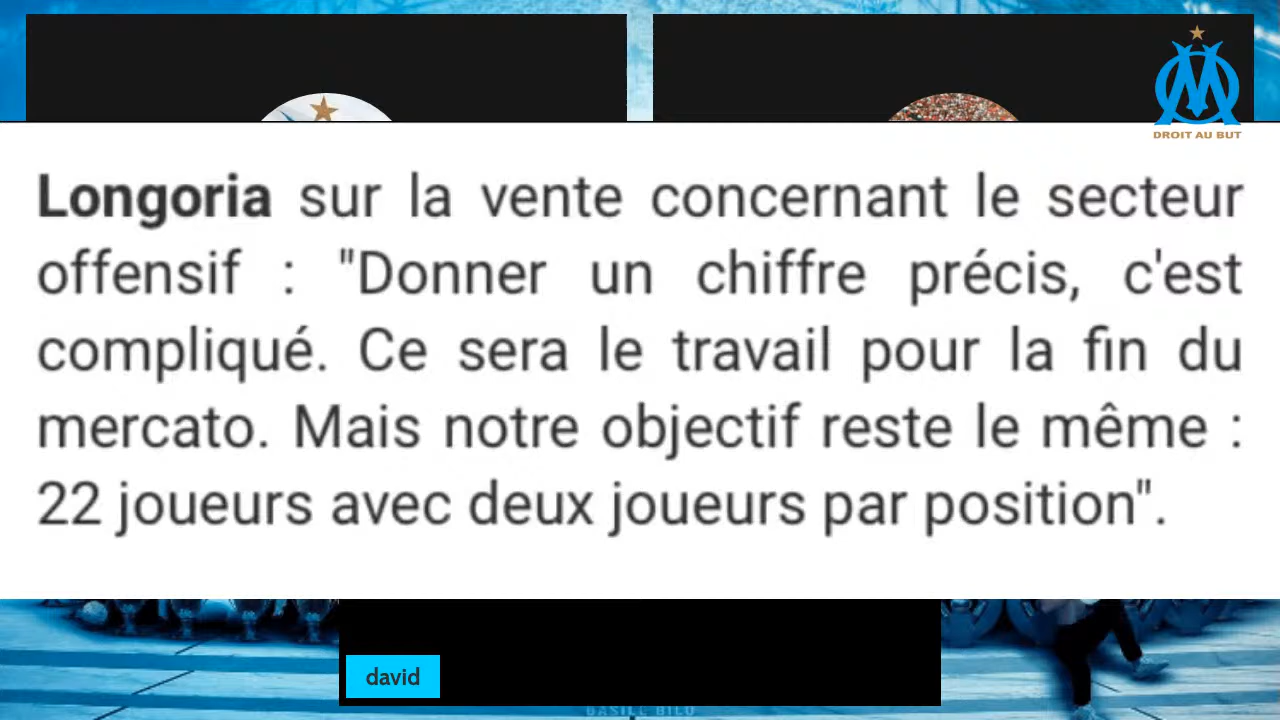 DROIT AU BUT
Longoria sur la vente concernant le secteur
offensif : "Donner un chiffre précis, c'est
compliqué. Ce sera le travail pour la fin du
mercato. Mais notre objectif reste le même :
22 joueurs avec deux joueurs par position".
david